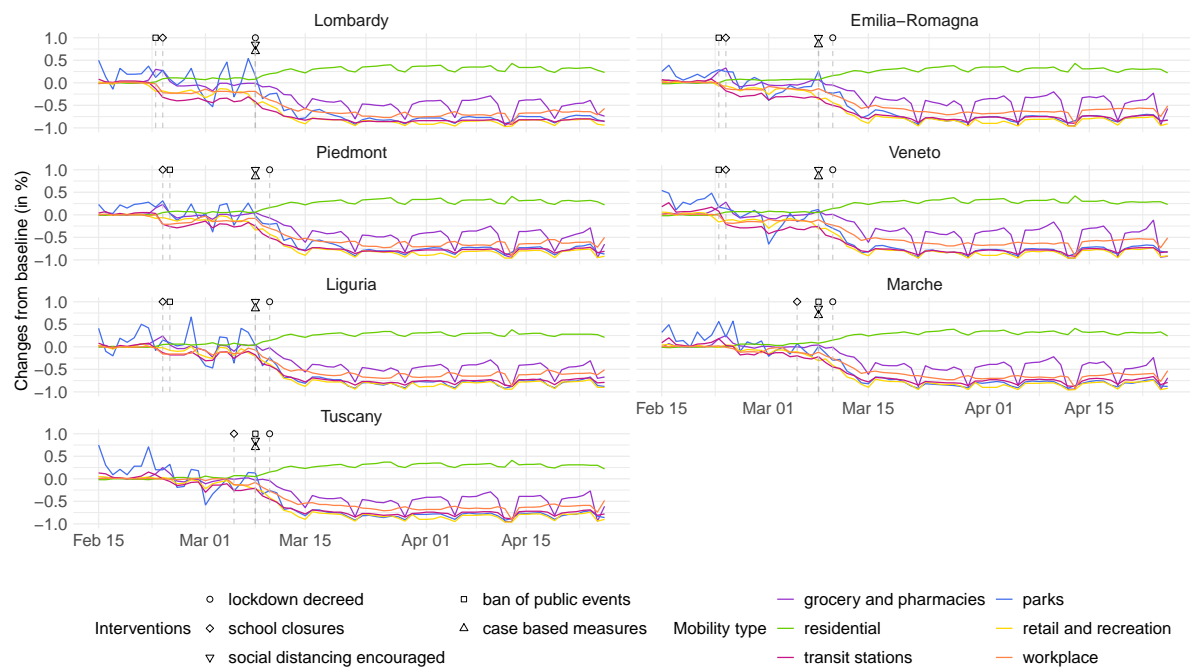 Lombardy
Emilia−Romagna
1.0
0.5
0.0
−0.5
−1.0
Piedmont
Veneto
1.0
0.5
0.0
−0.5
−1.0
Liguria
Marche
1.0
0.5
0.0
−0.5
−1.0
Feb 15 Mar 01 Mar 15 Apr 01 Apr 15
Tuscany
1.0
0.5
0.0
−0.5
−1.0
Feb 15 Mar 01 Mar 15 Apr 01 Apr 15
Changes from baseline (in %)
Interventions
lockdown decreed
school closures
social distancing encouraged
ban of public events
case based measures
Mobility type
grocery and pharmacies
residential
transit stations
parks
retail and recreation
workplace